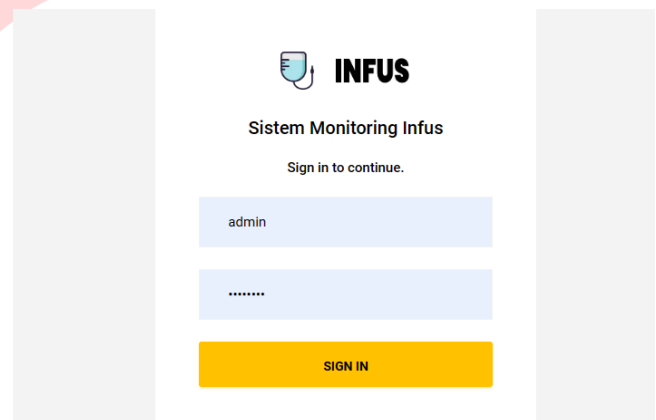 INFUS
Sistem Monitoring Infus
Sign in to continue.
admin
••••••••
SIGN IN